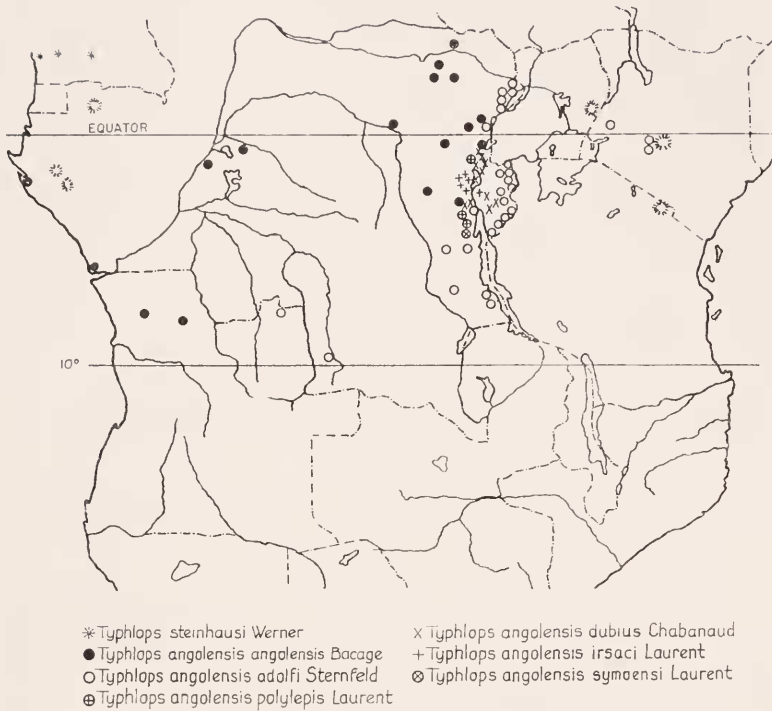 EQUATOR
10°
Typhlops steinhausi Werner
Typhlops angolensis angolensis Bacage
Typhlops angolensis adolfi Sternfeld
Typhlops angolensis polylepis Laurent
Typhlops angolensis dubius Chabanaud
Typhlops angolensis irsaci Laurent
Typhlops angolensis symoensi Laurent